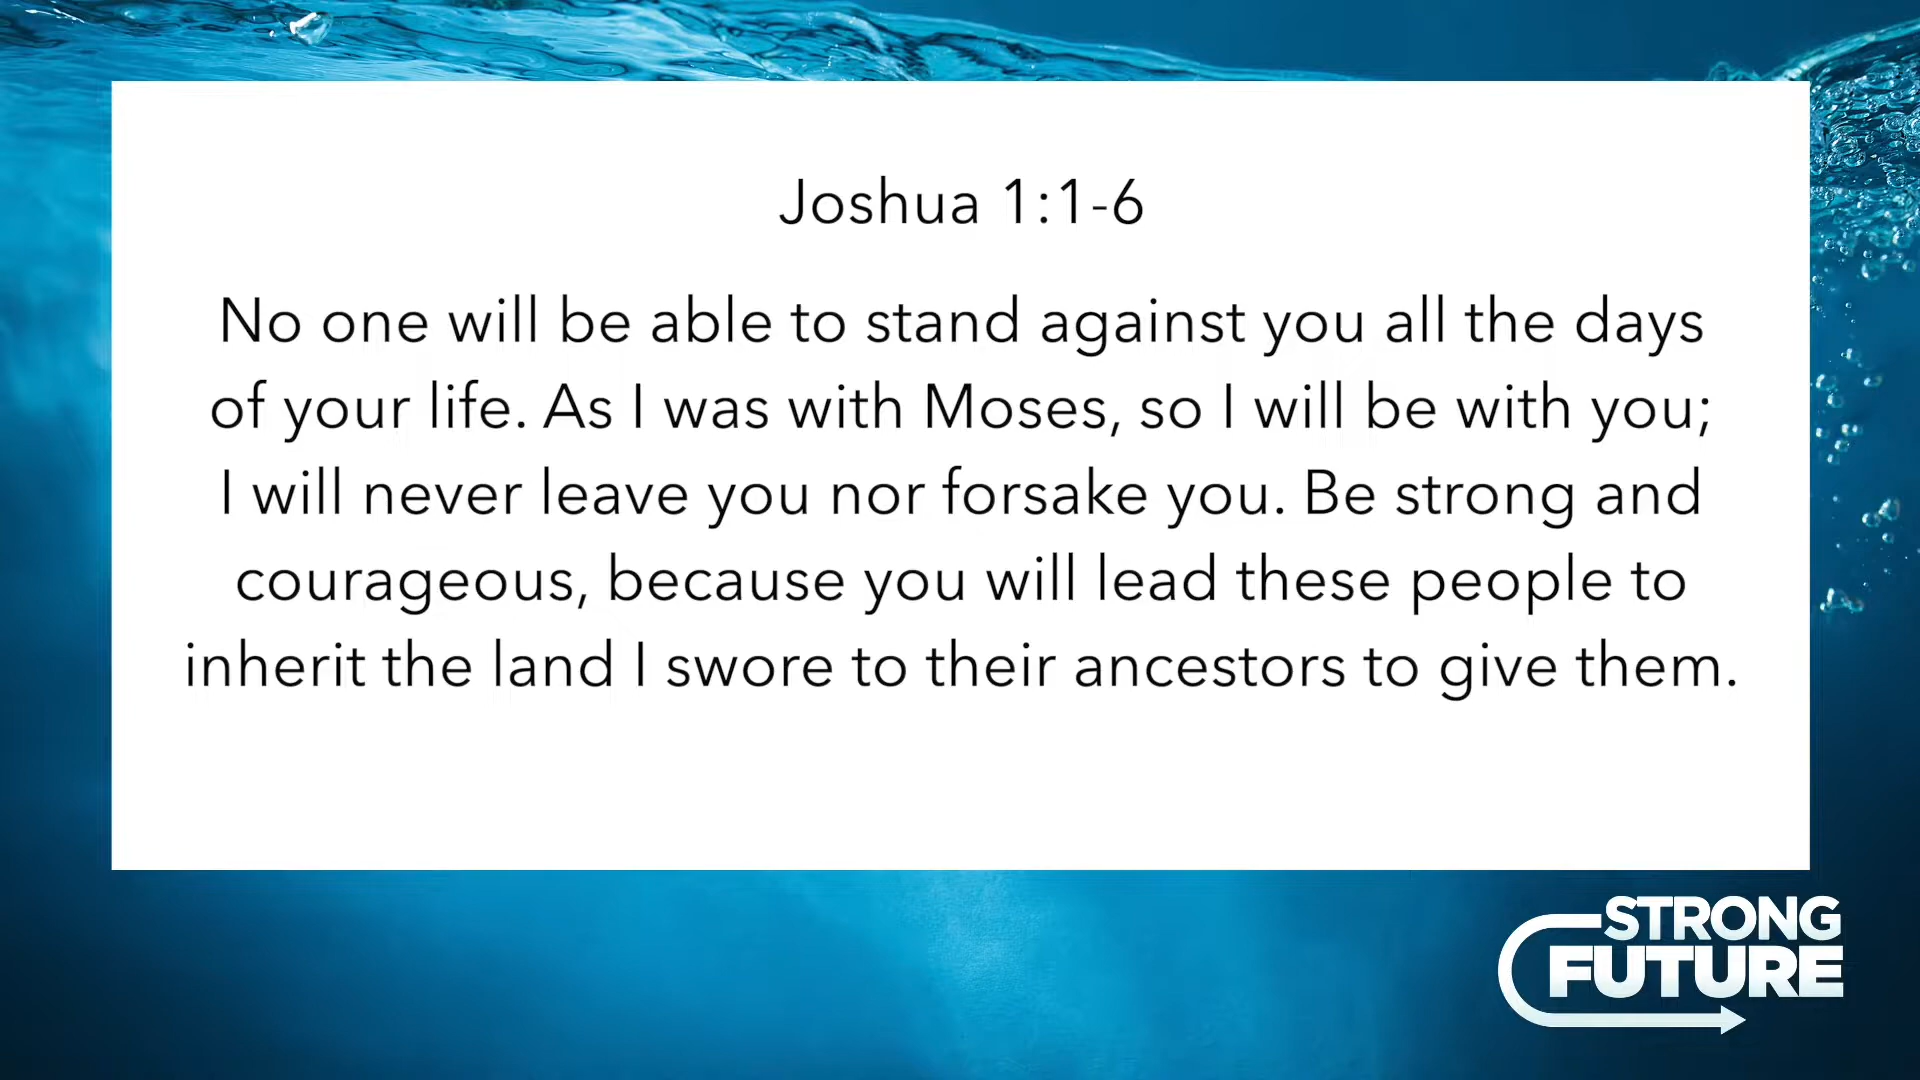 Joshua 1:1-6
No one will be able to stand against you all the days
of your life. As I was with Moses, so I will be with you;
I will never leave you nor forsake you. Be strong and
courageous, because you will lead these people to
inherit the land I swore to their ancestors to give them.
STRONG
FUTURE